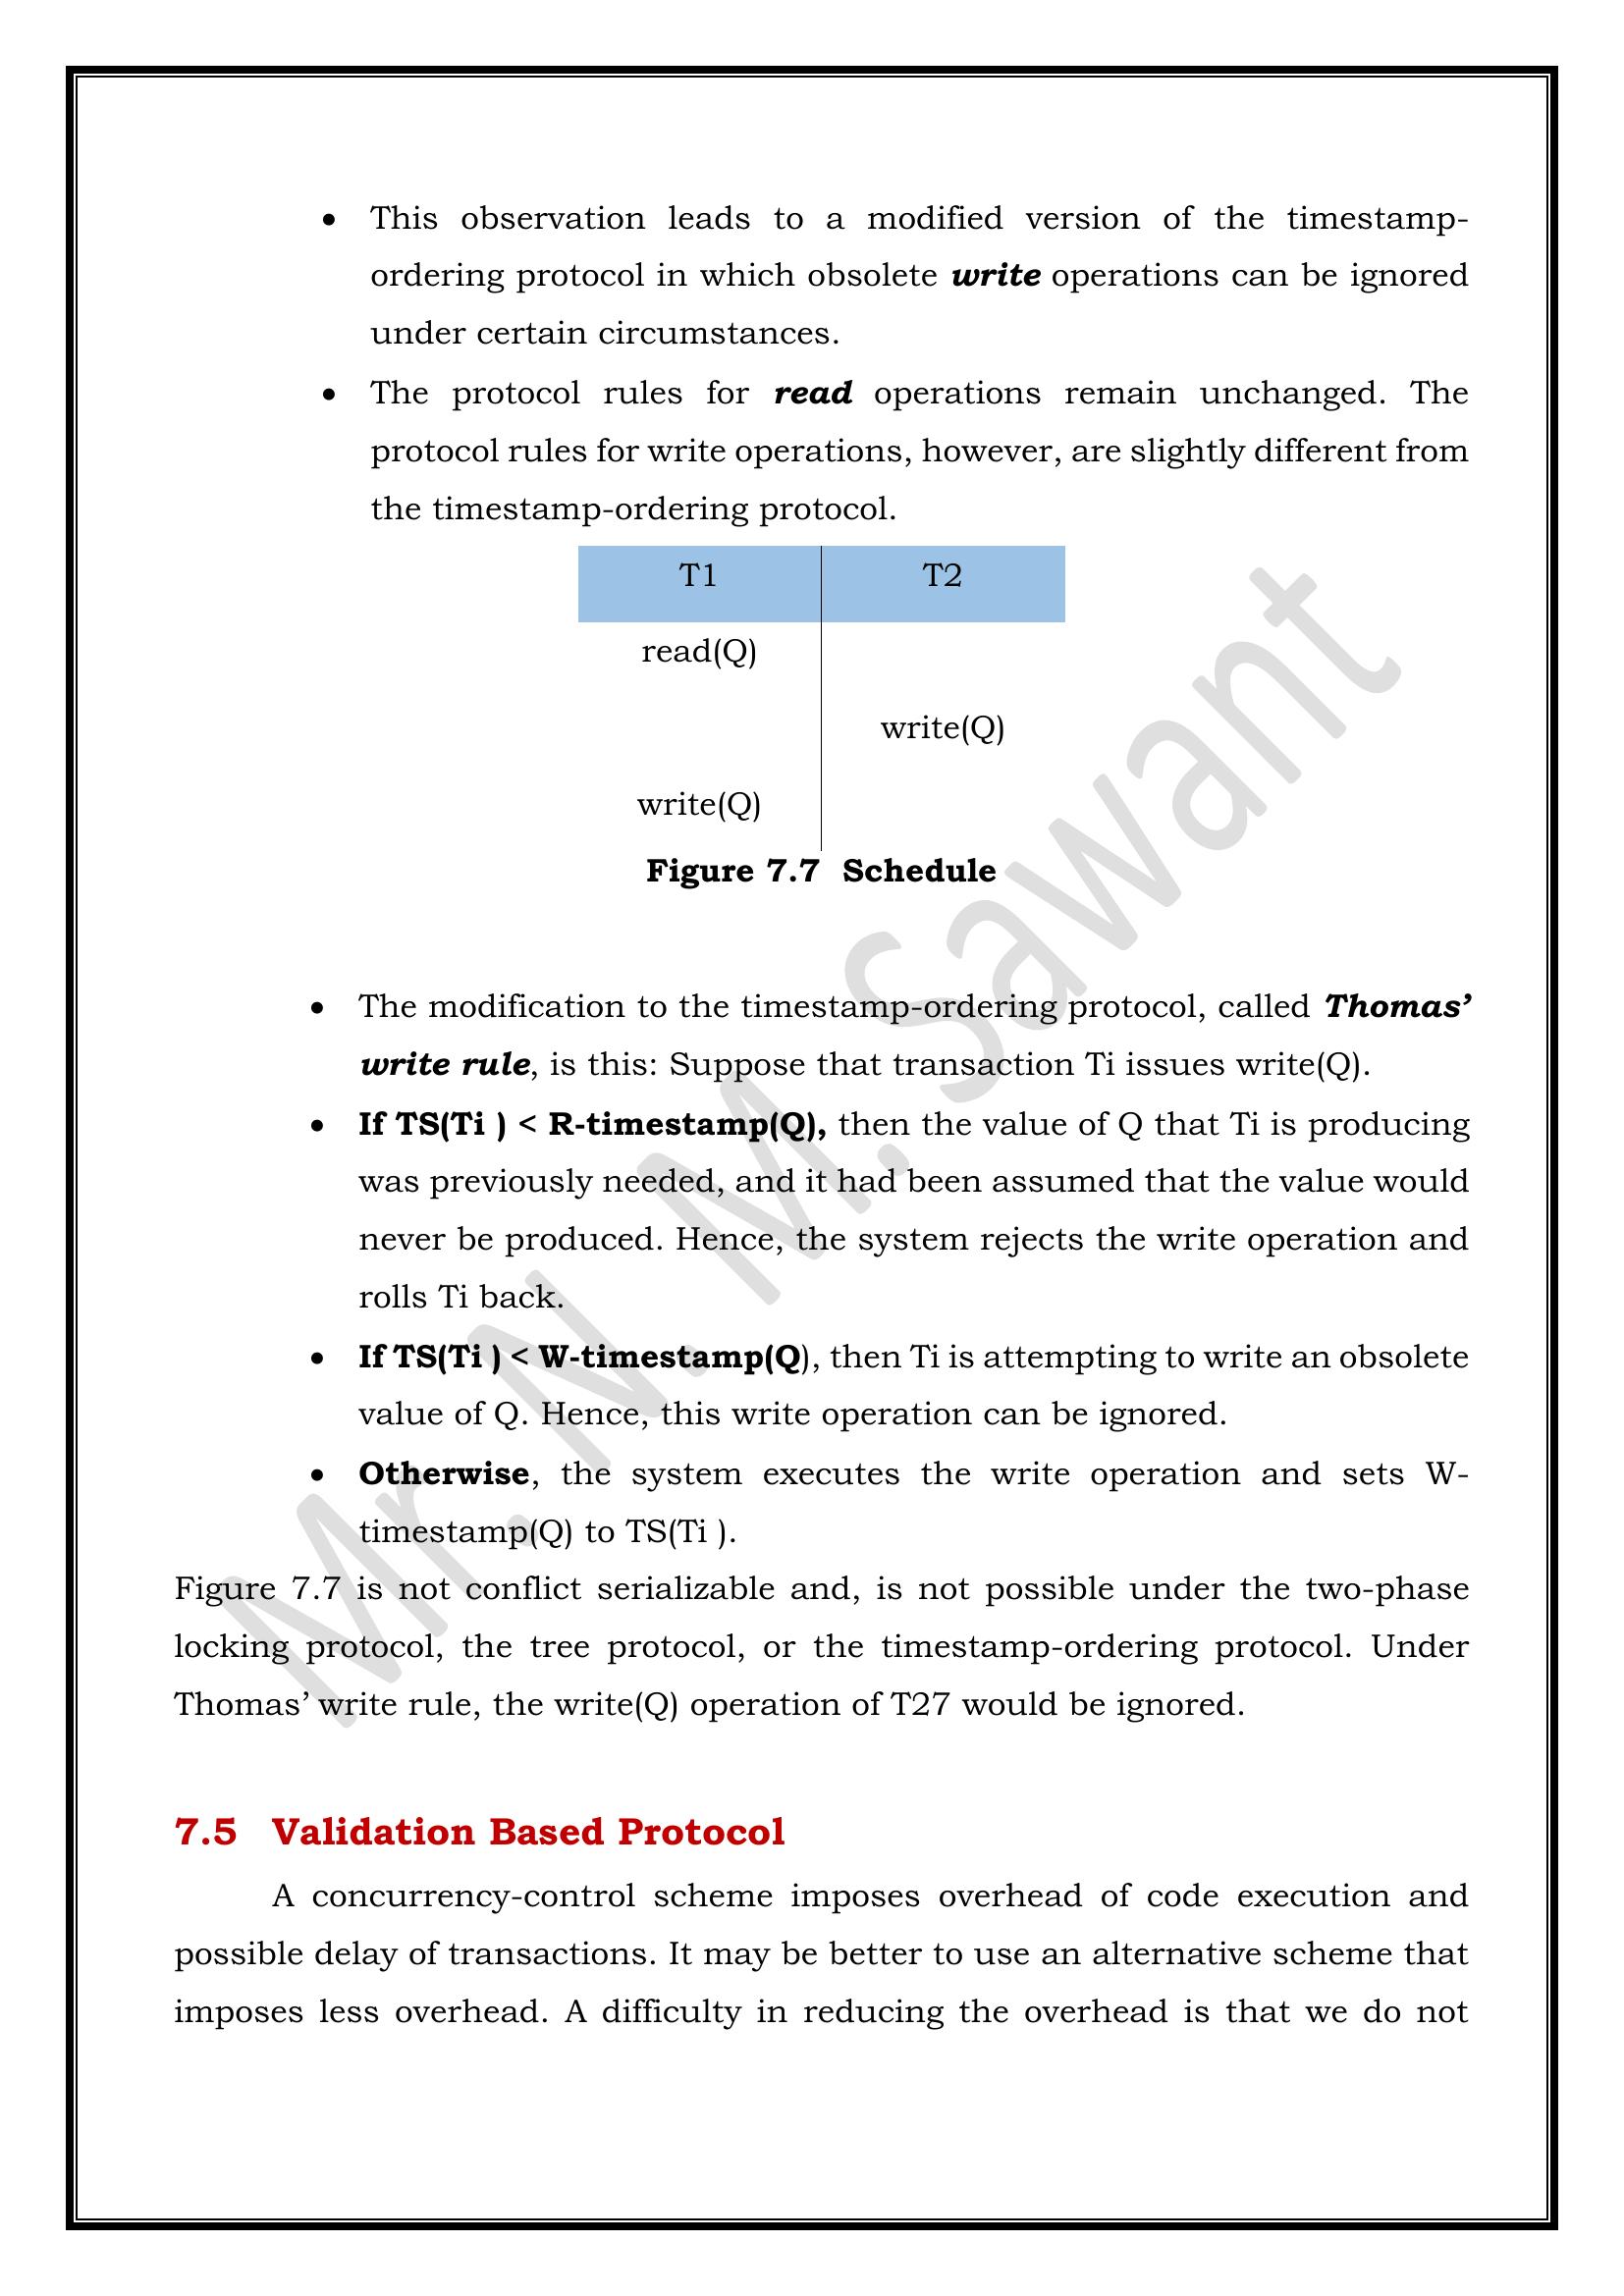 • This observation leads to a modified version of the timestamp-
ordering protocol in which obsolete write operations can be ignored
under certain circumstances.
• The protocol rules for read operations remain unchanged. The
protocol rules for write operations, however, are slightly different from
the timestamp-ordering protocol.
T1 T2
read(Q)
write(Q)
write(Q)
Figure 7.7 Schedule
• The modification to the timestamp-ordering protocol, called Thomas’
write rule, is this: Suppose that transaction Ti issues write(Q).
• If TS(Ti ) < R-timestamp(Q), then the value of Q that Ti is producing
was previously needed, and it had been assumed that the value would
never be produced. Hence, the system rejects the write operation and
rolls Ti back.
• If TS(Ti ) < W-timestamp(Q), then Ti is attempting to write an obsolete
value of Q. Hence, this write operation can be ignored.
• Otherwise, the system executes the write operation and sets W-
timestamp(Q) to TS(Ti ).
Figure 7.7 is not conflict serializable and, is not possible under the two-phase
locking protocol, the tree protocol, or the timestamp-ordering protocol. Under
Thomas’ write rule, the write(Q) operation of T27 would be ignored.
7.5 Validation Based Protocol
A concurrency-control scheme imposes overhead of code execution and
possible delay of transactions. It may be better to use an alternative scheme that
imposes less overhead. A difficulty in reducing the overhead is that we do not
Mr. N. M. Sawant